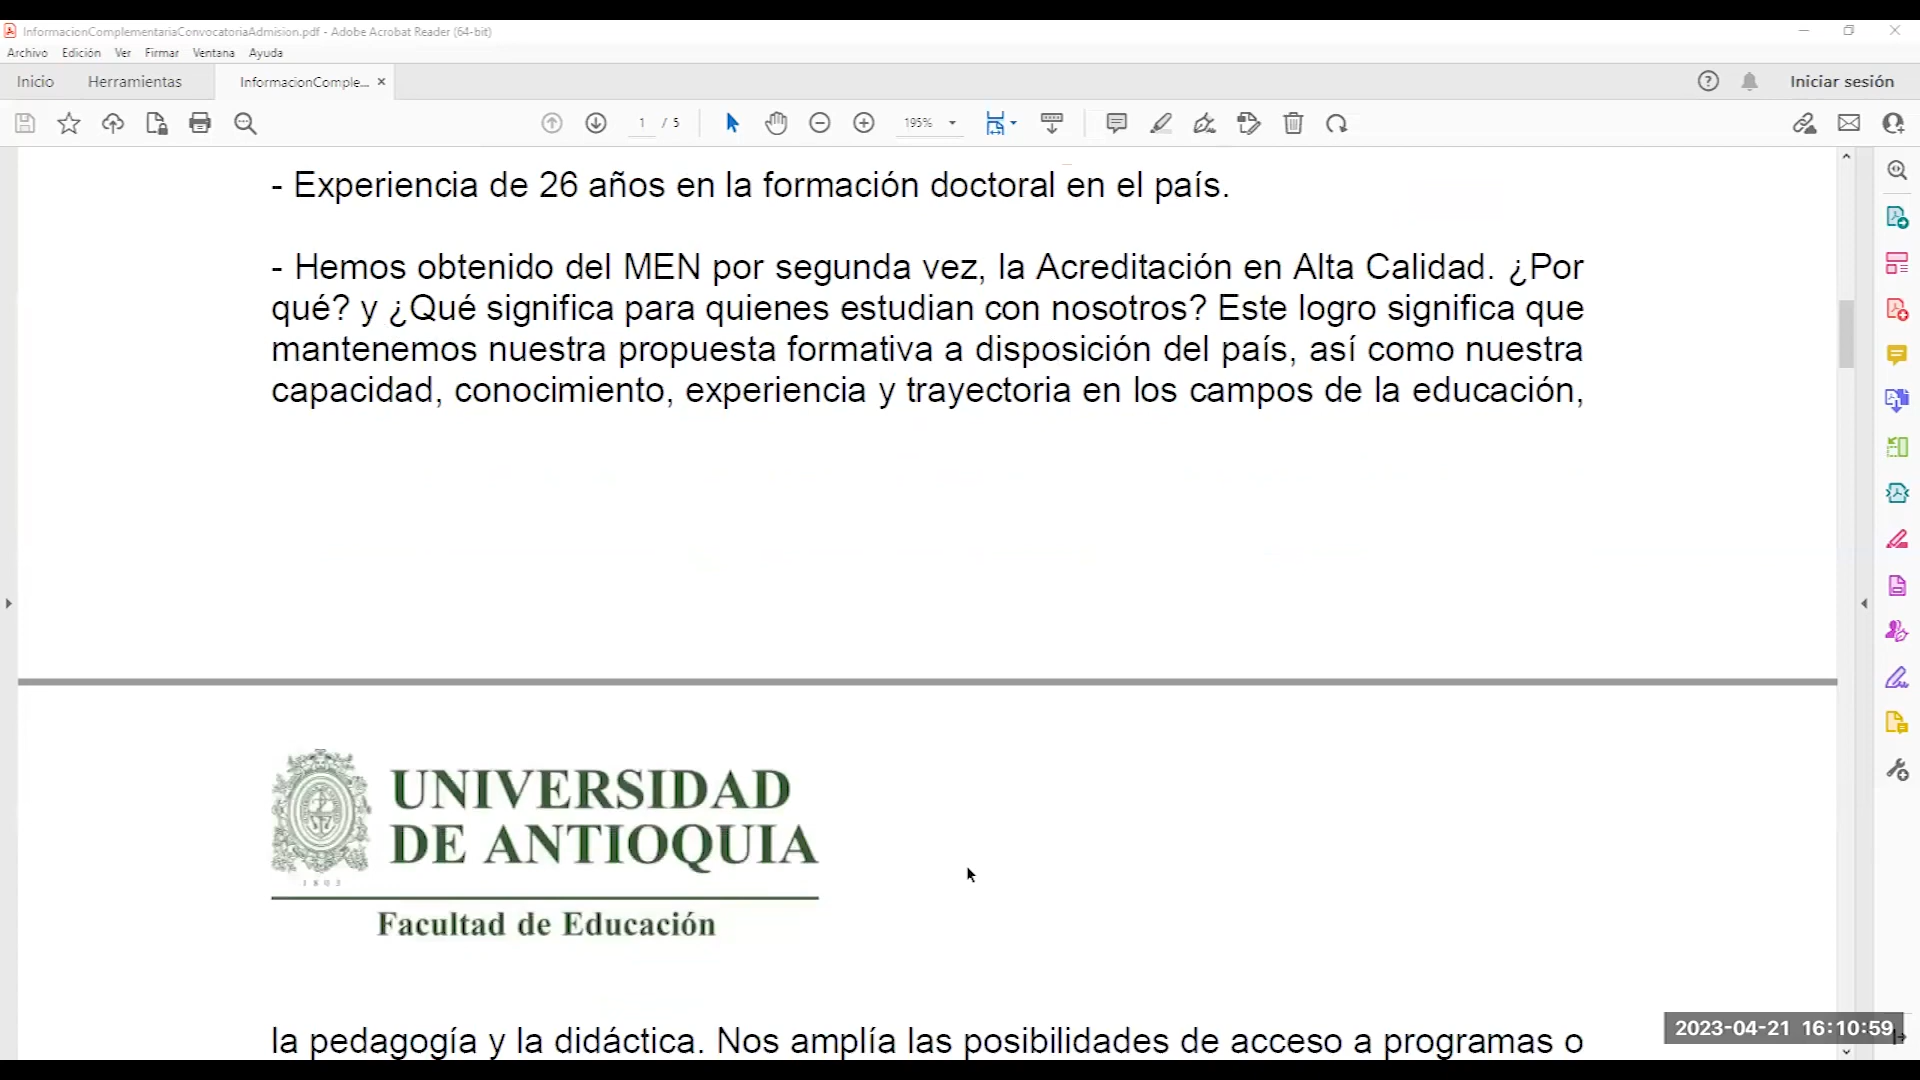 InformacionComplementariaConvocatoriaAdmision.pdf - Adobe Acrobat Reader (64-bit)
Archivo Edición Ver Firmar Ventana Ayuda
Inicio Herramientas InformacionComple... × Iniciar sesión
1 / 5 195%
- Experiencia de 26 años en la formación doctoral en el país.
- Hemos obtenido del MEN por segunda vez, la Acreditación en Alta Calidad. ¿Por
qué? y ¿Qué significa para quienes estudian con nosotros? Este logro significa que
mantenemos nuestra propuesta formativa a disposición del país, así como nuestra
capacidad, conocimiento, experiencia y trayectoria en los campos de la educación,
UNIVERSIDAD
DE ANTIOQUIA
1803
Facultad de Educación
la pedagogía y la didáctica. Nos amplía las posibilidades de acceso a programas o
2023-04-21 16:10:59